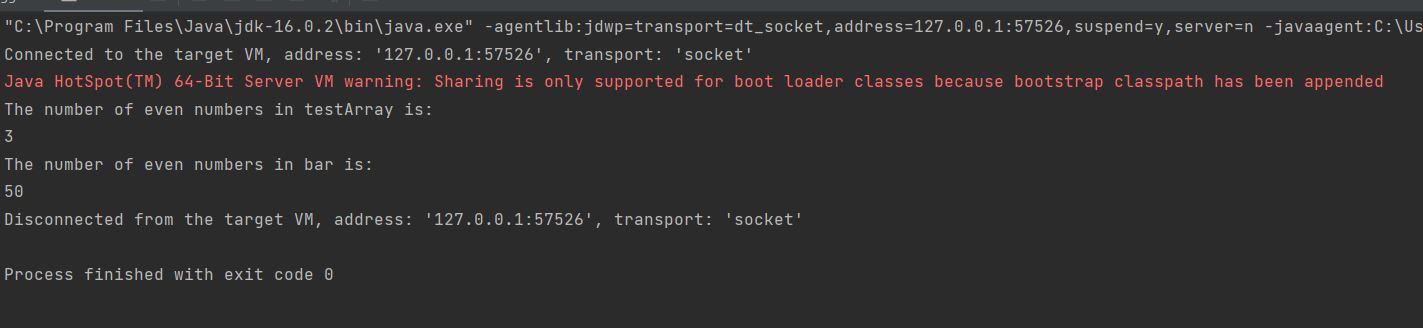 "C:\Program Files\Java\jdk-16.0.2\bin\java.exe" -agentlib:jdwp=transport=dt_socket,address=127.0.0.1:57526,suspend=y,server=n -javaagent:C:\Us
Connected to the target VM, address: '127.0.0.1:57526', transport: 'socket'
Java HotSpot(TM) 64-Bit Server VM warning: Sharing is only supported for boot loader classes because bootstrap classpath has been appended
The number of even numbers in testArray is:
3
The number of even numbers in bar is:
50
Disconnected from the target VM, address: '127.0.0.1:57526', transport: 'socket'
Process finished with exit code 0